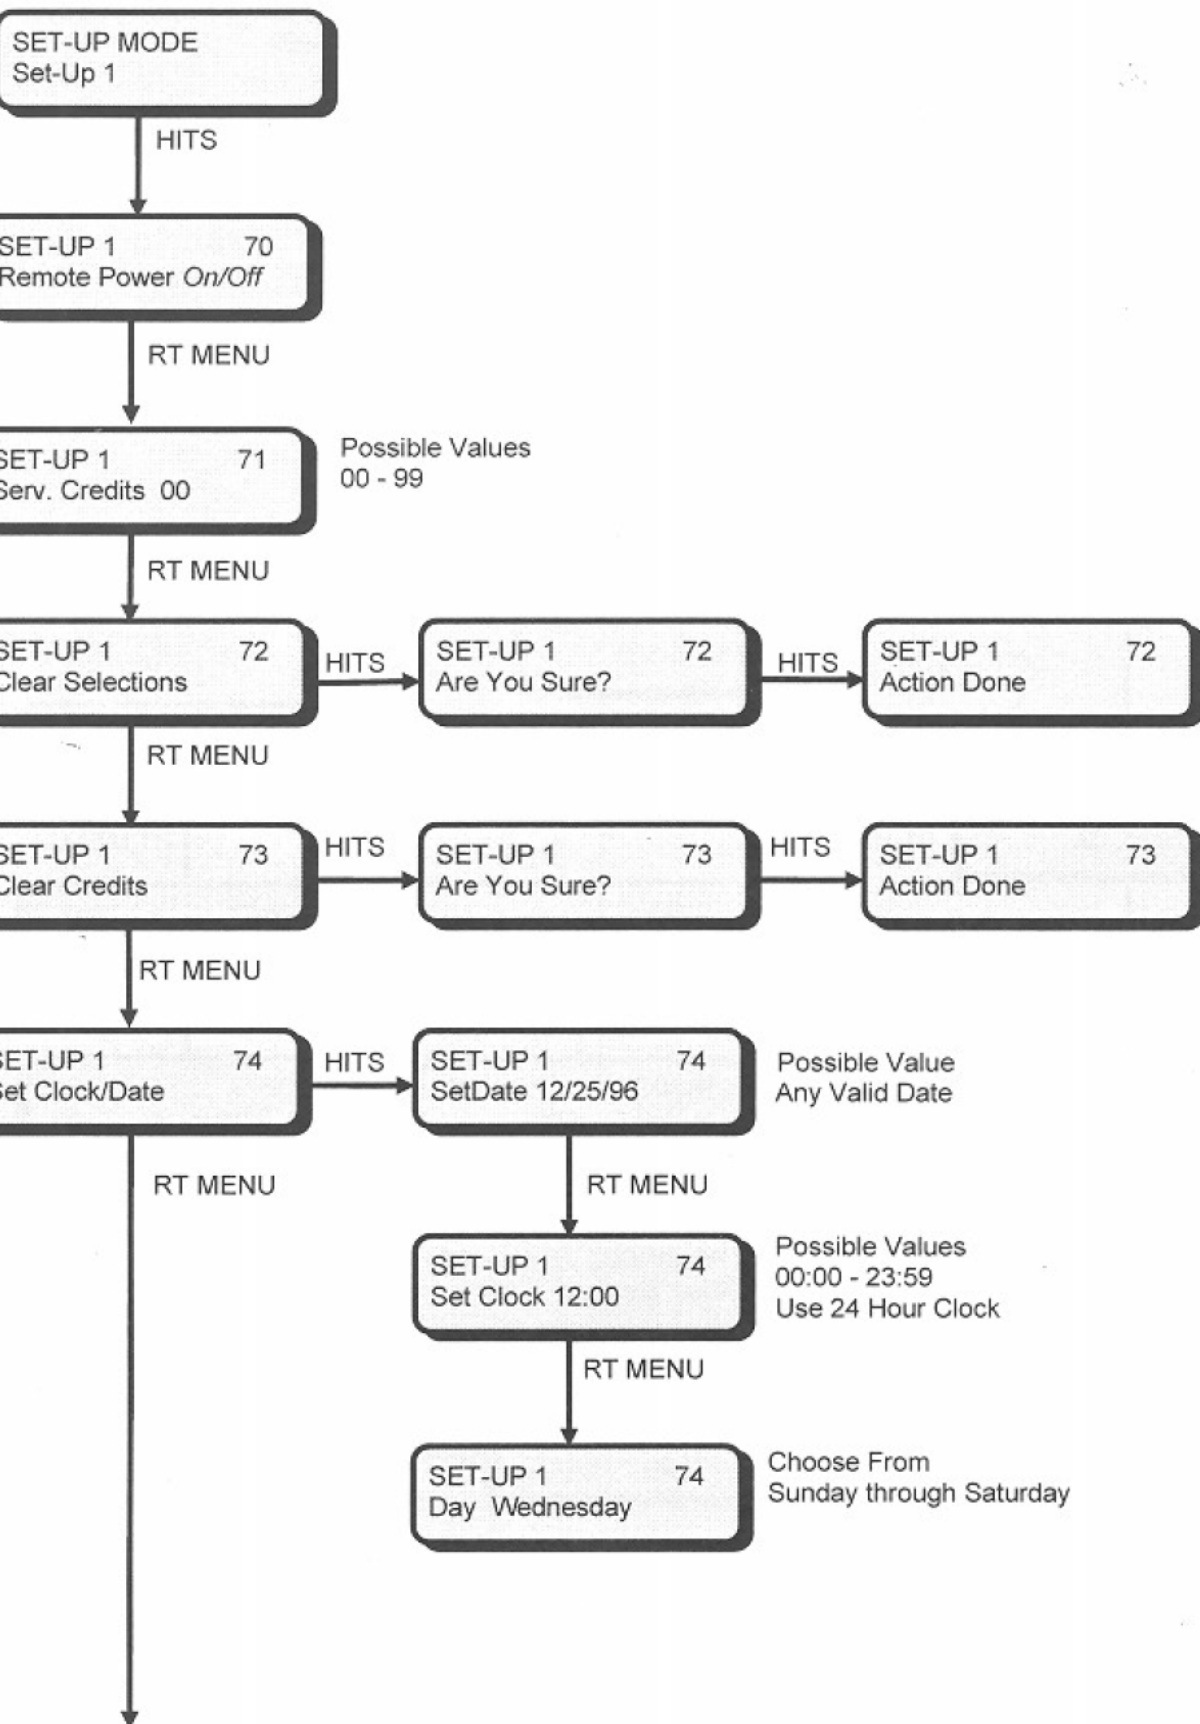 SET-UP MODE
Set-Up 1
HITS
SET-UP 1 70
Remote Power On/Off
RT MENU
SET-UP 1 71
Serv. Credits 00
Possible Values
00 - 99
RT MENU
SET-UP 1 72
Clear Selections
HITS
SET-UP 1 72
Are You Sure?
HITS
SET-UP 1 72
Action Done
RT MENU
SET-UP 1 73
Clear Credits
HITS
SET-UP 1 73
Are You Sure?
HITS
SET-UP 1 73
Action Done
RT MENU
SET-UP 1 74
Set Clock/Date
HITS
SET-UP 1 74
SetDate 12/25/96
Possible Value
Any Valid Date
RT MENU
RT MENU
SET-UP 1 74
Set Clock 12:00
Possible Values
00:00 - 23:59
Use 24 Hour Clock
RT MENU
SET-UP 1 74
Day Wednesday
Choose From
Sunday through Saturday